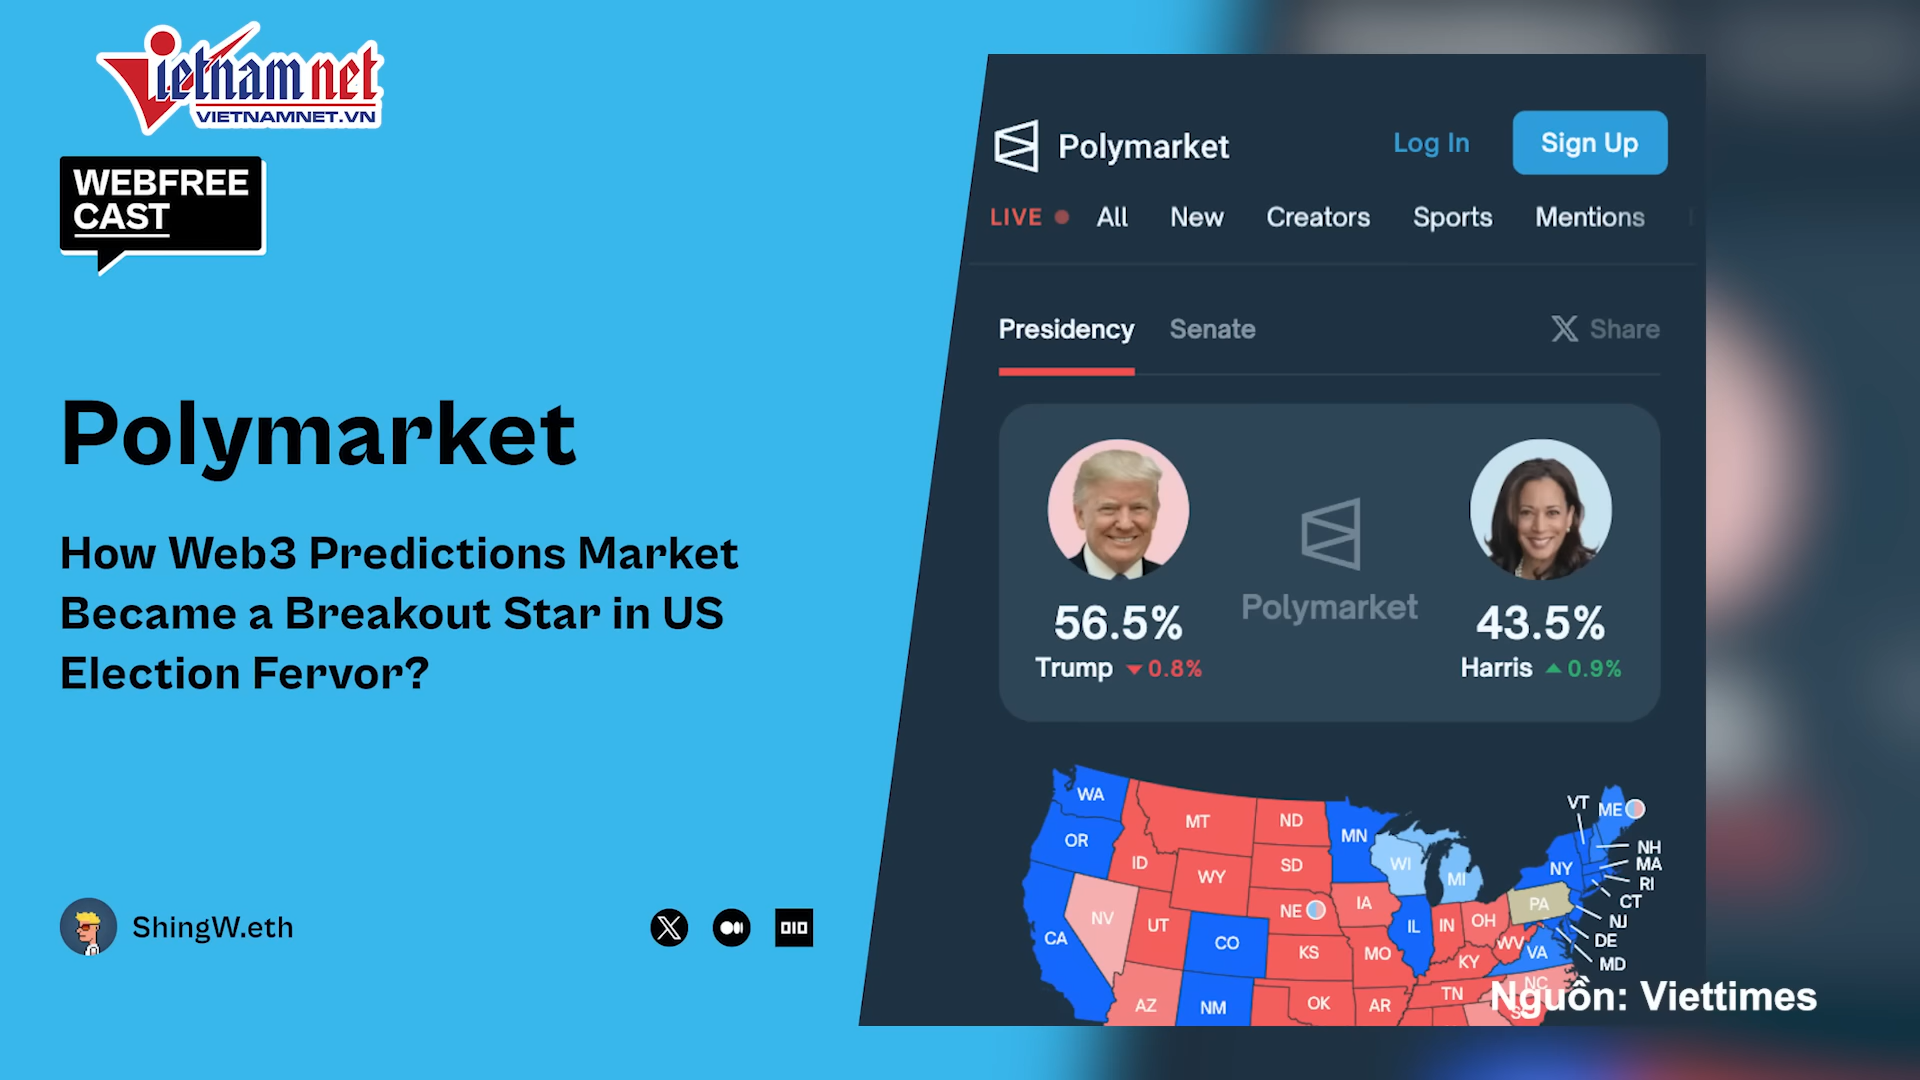 Vietnam net
VIETNAMNET.VN
WEBFREE
CAST
Polymarket
How Web3 Predictions Market
Became a Breakout Star in US
Election Fervor?
ShingW.eth
Polymarket
Log In
Sign Up
LIVE
All
New
Creators
Sports
Mentions
Presidency
Senate
Share
56.5%
Trump
0.8%
Polymarket
43.5%
Harris
0.9%
WA
OR
CA
ID
NV
MT
WY
UT
AZ
CO
NM
ND
SD
NE
KS
OK
MN
IA
MO
AR
WI
IL
MI
IN
OH
KY
TN
WV
VA
NC
PA
NY
VT
ME
NH
MA
RI
CT
NJ
DE
MD
Nguồn: Viettimes